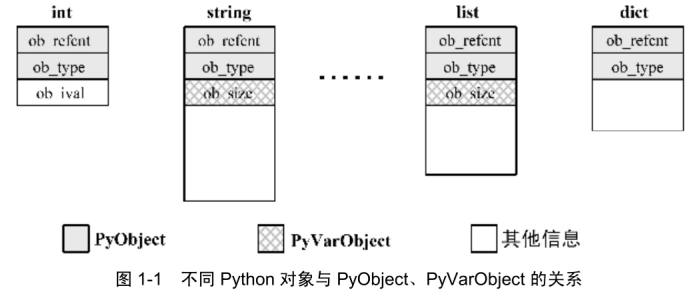 int string list dict
ob_refcnt ob_refcnt ob_refcnt ob_refcnt
ob_type ob_type ...... ob_type ob_type
ob_ival ob_size ob_size
PyObject PyVarObject 其他信息
图 1-1 不同 Python 对象与 PyObject、PyVarObject 的关系